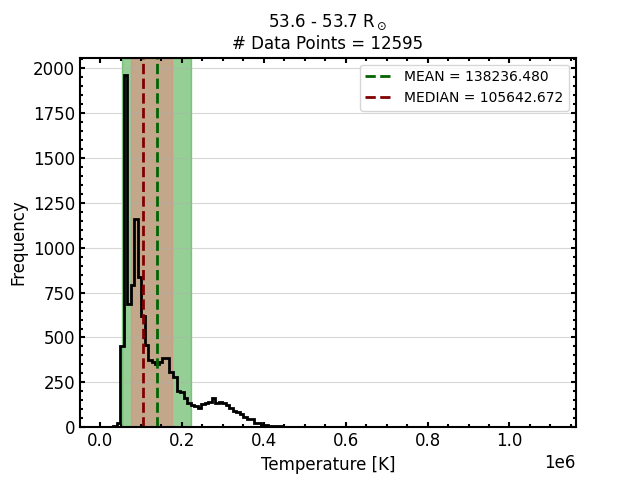 53.6 - 53.7 R⊙
# Data Points = 12595
MEAN = 138236.480
MEDIAN = 105642.672
Frequency
2000
1750
1500
1250
1000
750
500
250
0
0.0 0.2 0.4 0.6 0.8 1.0
1e6
Temperature [K]